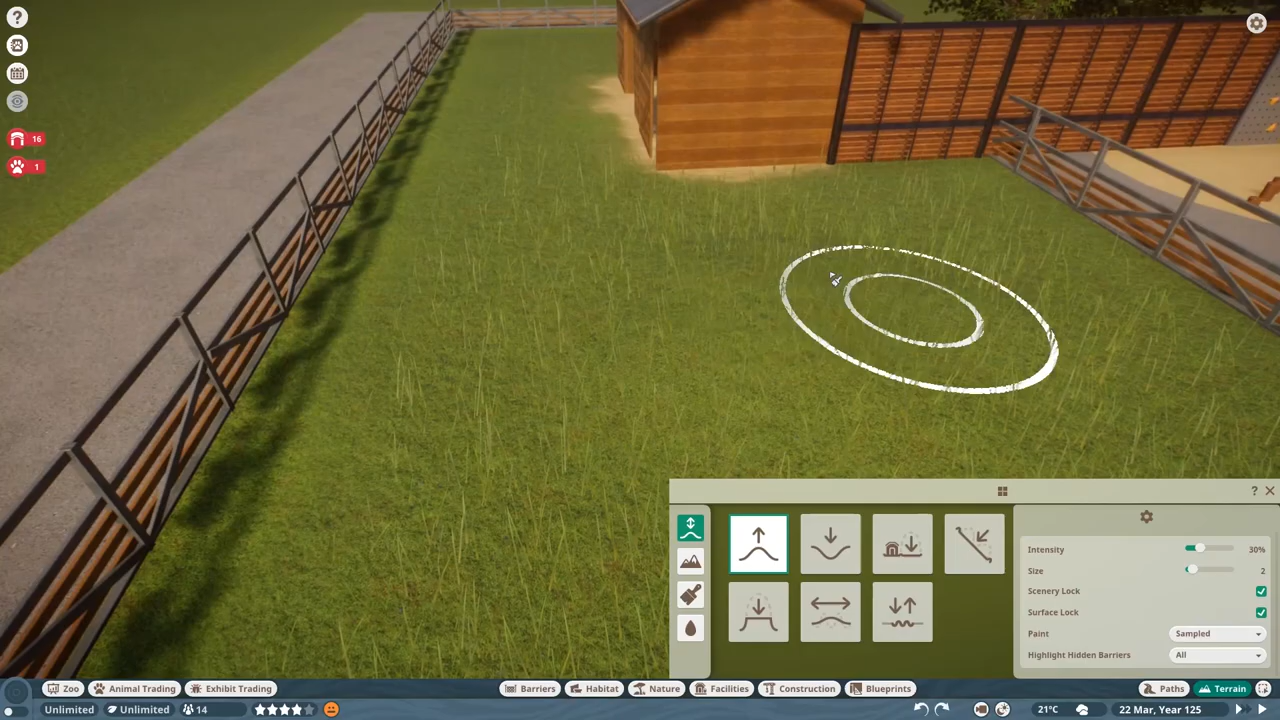 ?
16
1
?
Intensity 30%
Size 2
Scenery Lock
Surface Lock
Paint Sampled
Highlight Hidden Barriers All
Zoo Animal Trading Exhibit Trading Barriers Habitat Nature Facilities Construction Blueprints Paths Terrain
Unlimited Unlimited 14 21°C 22 Mar, Year 125